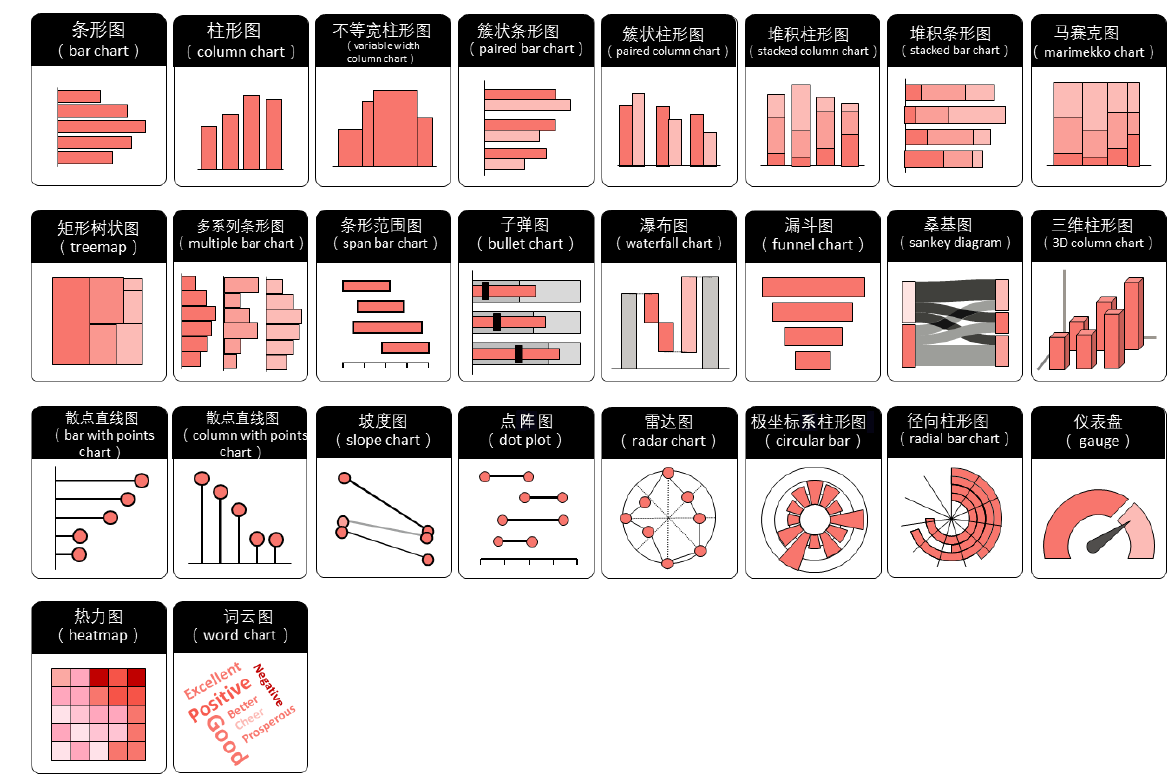 条形图
（ bar chart ）
柱形图
（ column chart ）
不等宽柱形图
（ variable width
column chart ）
簇状条形图
（ paired bar chart ）
簇状柱形图
（ paired column chart ）
堆积柱形图
（ stacked column chart ）
堆积条形图
（ stacked bar chart ）
马赛克图
（ marimekko chart ）
矩形树状图
（ treemap ）
多系列条形图
（ multiple bar chart ）
条形范围图
（ span bar chart ）
子弹图
（ bullet chart ）
瀑布图
（ waterfall chart ）
漏斗图
（ funnel chart ）
桑基图
（ sankey diagram ）
三维柱形图
（ 3D column chart ）
散点直线图
（ bar with points
chart ）
散点直线图
（ column with points
chart ）
坡度图
（ slope chart ）
点 阵 图
（ dot plot ）
雷达图
（ radar chart ）
极坐标系柱形图
（ circular bar ）
径向柱形图
（ radial bar chart ）
仪表盘
（ gauge ）
热力图
（ heatmap ）
词云图
（ word chart ）
Excellent
Negative
Positive
Better
Cheer
Good
Prosperous